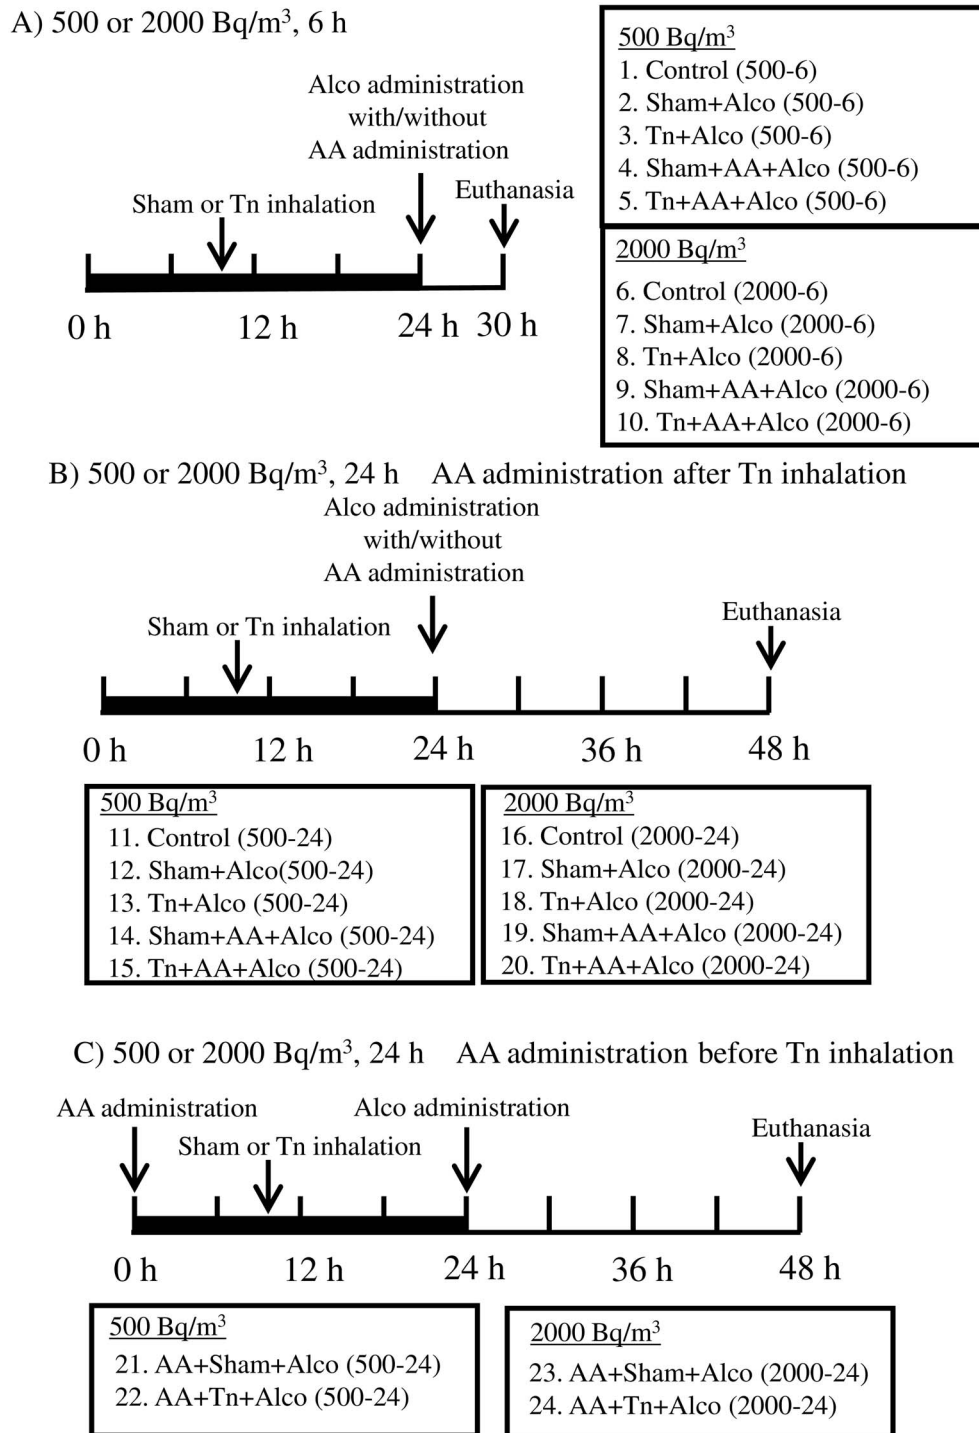 A) 500 or 2000 Bq/m³, 6 h
Alco administration
with/without
AA administration
Sham or Tn inhalation
Euthanasia
0 h 12 h 24 h 30 h
500 Bq/m³
1. Control (500-6)
2. Sham+Alco (500-6)
3. Tn+Alco (500-6)
4. Sham+AA+Alco (500-6)
5. Tn+AA+Alco (500-6)
2000 Bq/m³
6. Control (2000-6)
7. Sham+Alco (2000-6)
8. Tn+Alco (2000-6)
9. Sham+AA+Alco (2000-6)
10. Tn+AA+Alco (2000-6)
B) 500 or 2000 Bq/m³, 24 h AA administration after Tn inhalation
Alco administration
with/without
AA administration
Sham or Tn inhalation
Euthanasia
0 h 12 h 24 h 36 h 48 h
500 Bq/m³
11. Control (500-24)
12. Sham+Alco(500-24)
13. Tn+Alco (500-24)
14. Sham+AA+Alco (500-24)
15. Tn+AA+Alco (500-24)
2000 Bq/m³
16. Control (2000-24)
17. Sham+Alco (2000-24)
18. Tn+Alco (2000-24)
19. Sham+AA+Alco (2000-24)
20. Tn+AA+Alco (2000-24)
C) 500 or 2000 Bq/m³, 24 h AA administration before Tn inhalation
AA administration
Alco administration
Sham or Tn inhalation
Euthanasia
0 h 12 h 24 h 36 h 48 h
500 Bq/m³
21. AA+Sham+Alco (500-24)
22. AA+Tn+Alco (500-24)
2000 Bq/m³
23. AA+Sham+Alco (2000-24)
24. AA+Tn+Alco (2000-24)